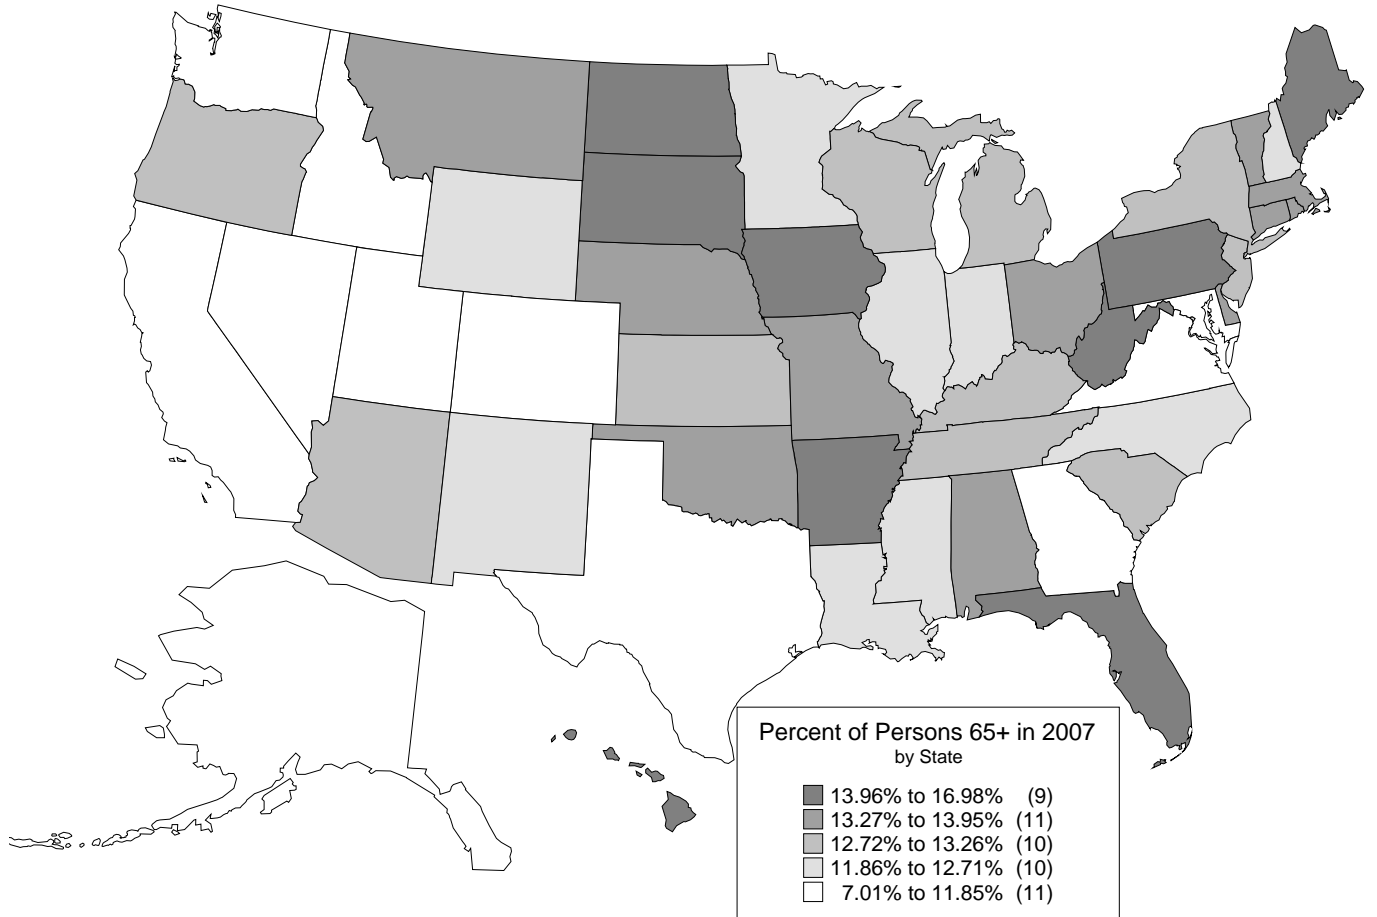 Percent of Persons 65+ in 2007
by State
13.96% to 16.98% (9)
13.27% to 13.95% (11)
12.72% to 13.26% (10)
11.86% to 12.71% (10)
7.01% to 11.85% (11)